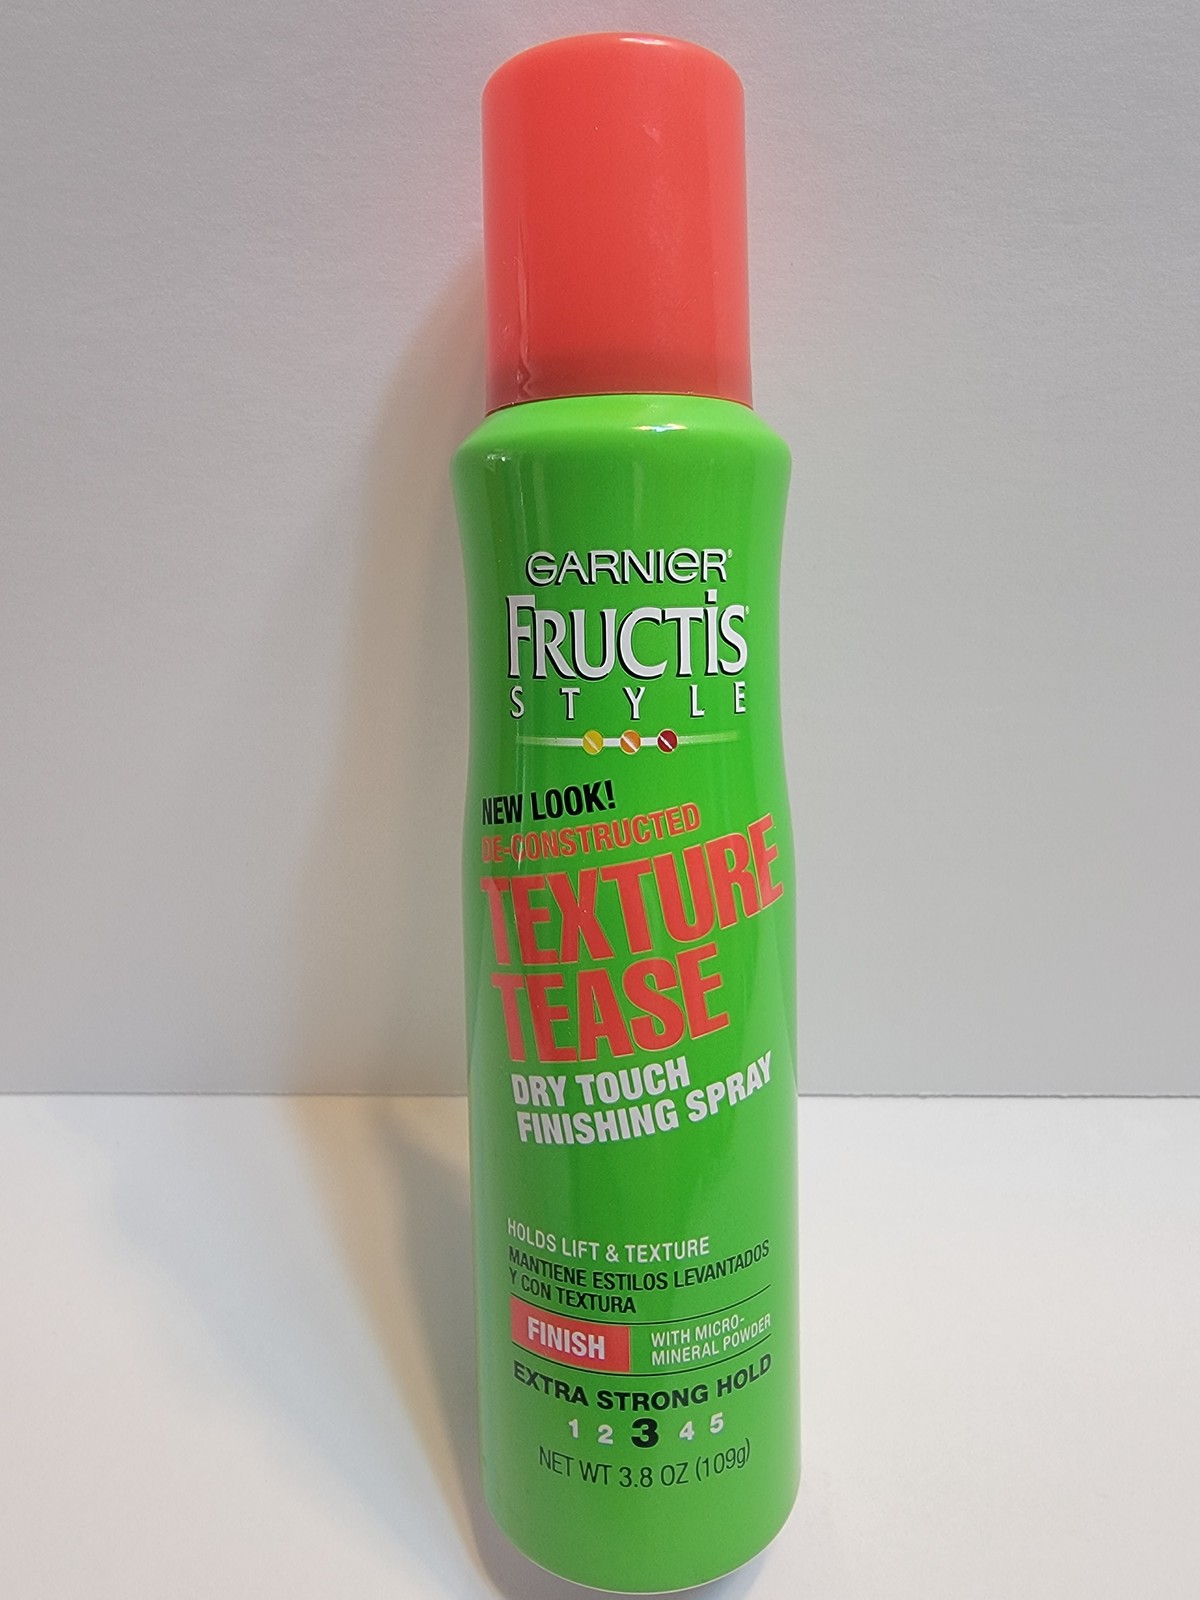 GARNIER®
FRUCTIS®
STYLE
NEW LOOK!
DE-CONSTRUCTED
TEXTURE
TEASE
DRY TOUCH
FINISHING SPRAY
HOLDS LIFT & TEXTURE
MANTIENE ESTILOS LEVANTADOS
Y CON TEXTURA
FINISH
WITH MICRO-
MINERAL POWDER
EXTRA STRONG HOLD
1 2 3 4 5
NET WT 3.8 OZ (109g)